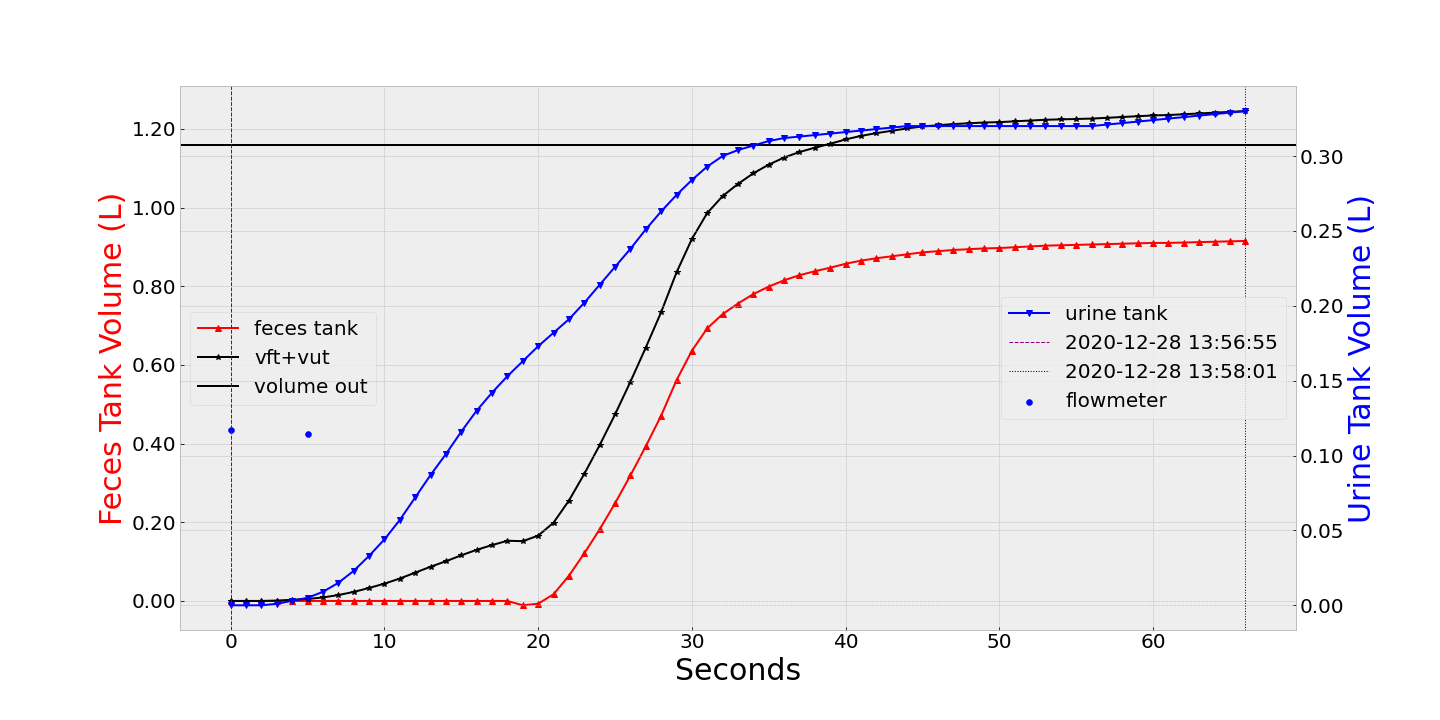 1.20
1.00
0.80
0.60
0.40
0.20
0.00
Feces Tank Volume (L)
feces tank
vft+vut
volume out
urine tank
2020-12-28 13:56:55
2020-12-28 13:58:01
flowmeter
0.30
0.25
0.20
0.15
0.10
0.05
0.00
Urine Tank Volume (L)
0 10 20 30 40 50 60
Seconds